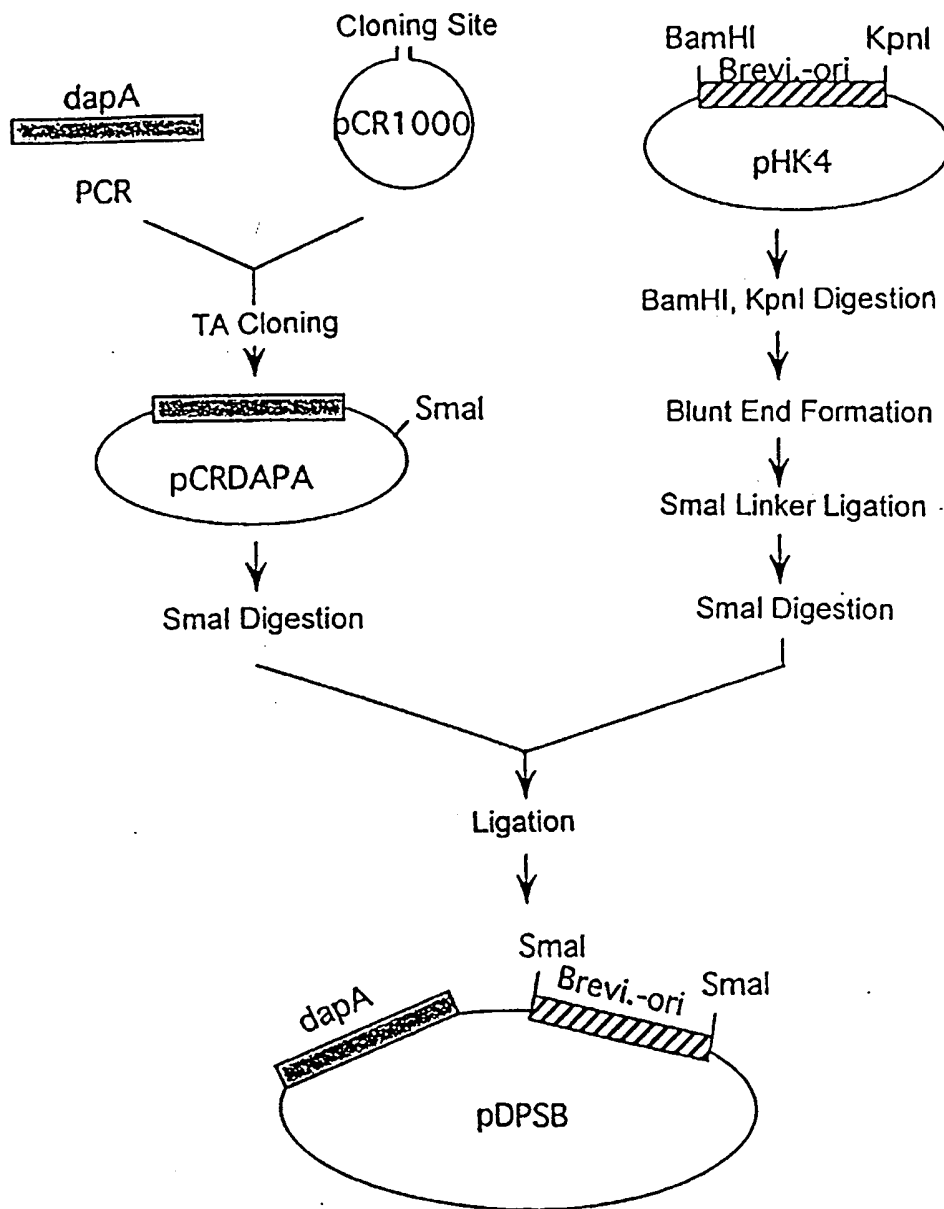 Cloning Site
dapA
pCR1000
PCR
TA Cloning
SmaI
pCRDAPA
SmaI Digestion
BamHI
KpnI
Brevi.-ori
pHK4
BamHI, KpnI Digestion
Blunt End Formation
SmaI Linker Ligation
SmaI Digestion
Ligation
SmaI
Brevi.-ori
SmaI
dapA
pDPSB